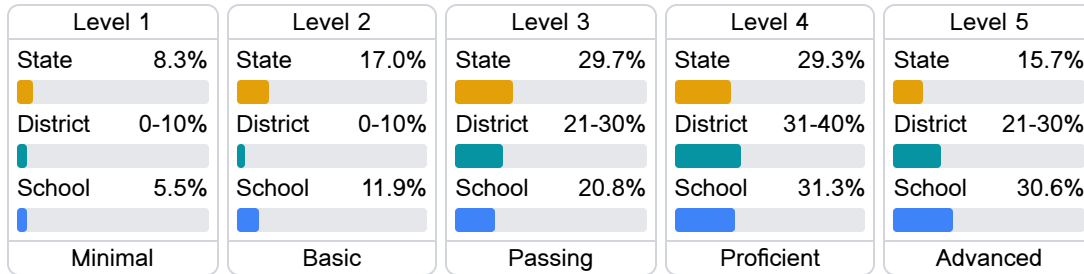 Level 1
State 8.3%
District 0-10%
School 5.5%
Minimal
Level 2
State 17.0%
District 0-10%
School 11.9%
Basic
Level 3
State 29.7%
District 21-30%
School 20.8%
Passing
Level 4
State 29.3%
District 31-40%
School 31.3%
Proficient
Level 5
State 15.7%
District 21-30%
School 30.6%
Advanced